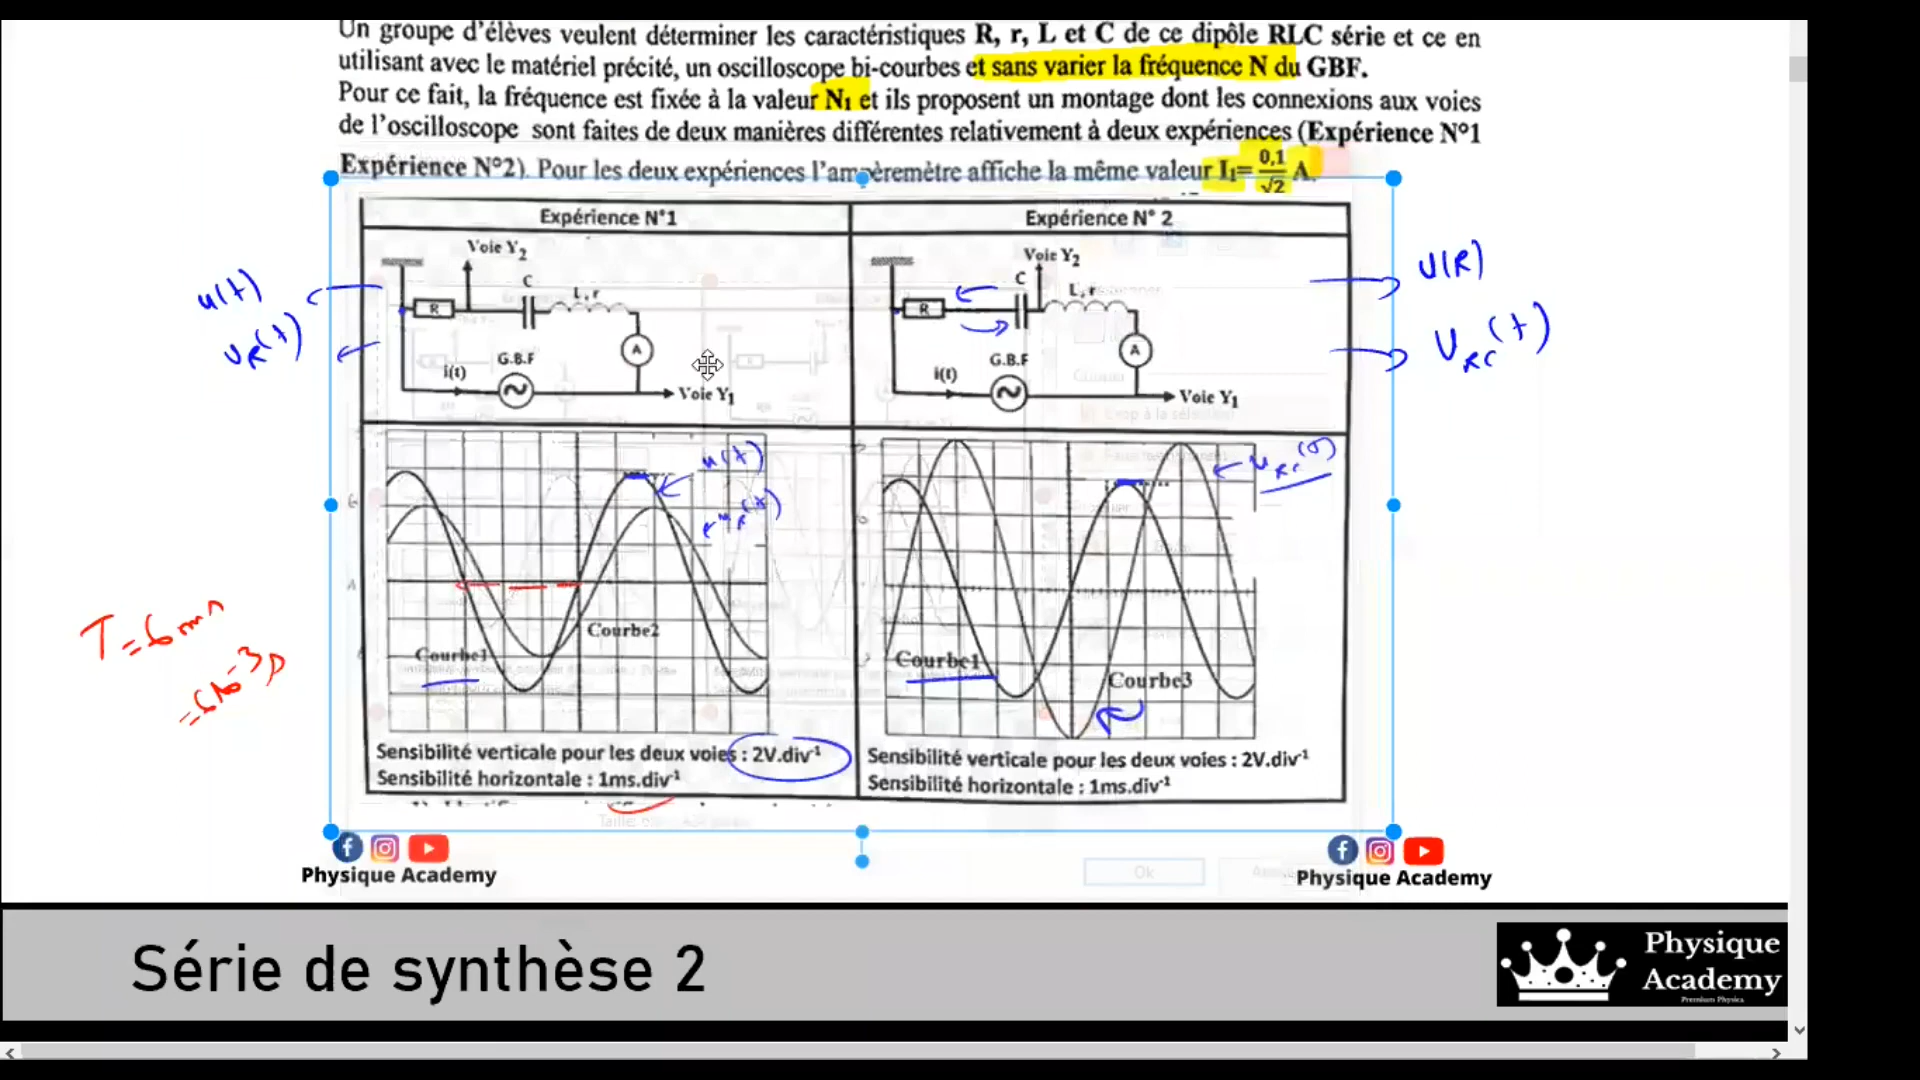 Un groupe d'élèves veulent déterminer les caractéristiques R, r, L et C de ce dipôle RLC série et ce en
utilisant avec le matériel précité, un oscilloscope bi-courbes et sans varier la fréquence N du GBF.
Pour ce fait, la fréquence est fixée à la valeur N₁ et ils proposent un montage dont les connexions aux voies
de l'oscilloscope sont faites de deux manières différentes relativement à deux expériences (Expérience N°1
Expérience N°2). Pour les deux expériences l'ampèremètre affiche la même valeur I₁= 0,1/√2 A.
Expérience N°1
Expérience N° 2
Voie Y₂
C
L, r
R
A
G.B.F
i(t)
Voie Y₁
Voie Y₂
C
L, r
R
A
G.B.F
i(t)
Voie Y₁
u(t)
u_R(t)
U(R)
U_RC(t)
u(t)
u_R(t)
Courbe2
Courbe1
Courbe1
Courbe3
T=6ms
Sensibilité verticale pour les deux voies : 2V.div⁻¹
Sensibilité horizontale : 1ms.div⁻¹
Sensibilité verticale pour les deux voies : 2V.div⁻¹
Sensibilité horizontale : 1ms.div⁻¹
Ok
Physique Academy
Physique Academy
Série de synthèse 2
Physique
Academy
Premium Physics